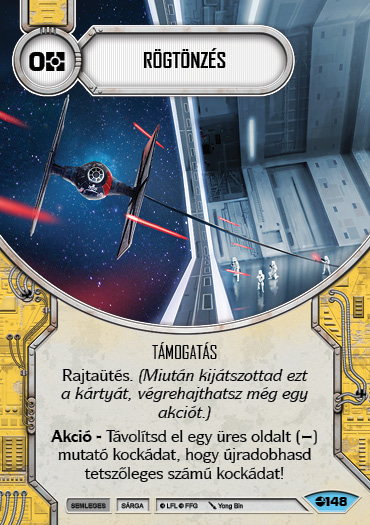 0
RÖGTÖNZÉS
TÁMOGATÁS
Rajtaütés. (Miután kijátszottad ezt
a kártyát, végrehajthatsz még egy
akciót.)
Akció - Távolítsd el egy üres oldalt (–)
mutató kockádat, hogy újradobhasd
tetszőleges számú kockádat!
SEMLEGES SÁRGA © LFL © FFG Yong Bin
148